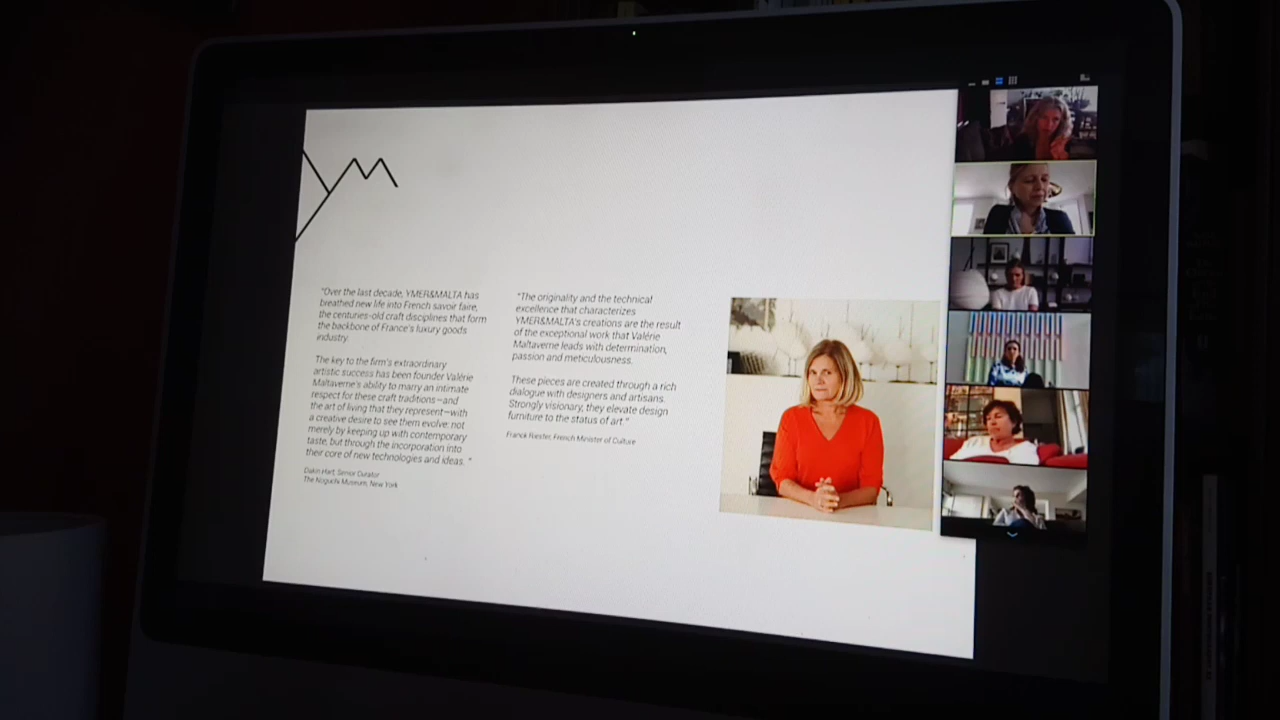 "Over the last decade, YMER&MALTA has
breathed new life into French savoir faire,
the centuries-old craft disciplines that form
the backbone of France's luxury goods
industry.
The key to the firm's extraordinary
artistic success has been founder Valérie
Maltaverne's ability to marry an intimate
respect for these craft traditions—and
the art of living that they represent—with
a creative desire to see them evolve: not
merely by keeping up with contemporary
taste, but through the incorporation into
their core of new technologies and ideas. "
Dakin Hart, Senior Curator
The Noguchi Museum, New York
"The originality and the technical
excellence that characterizes
YMER&MALTA's creations are the result
of the exceptional work that Valérie
Maltaverne leads with determination,
passion and meticulousness.
These pieces are created through a rich
dialogue with designers and artisans.
Strongly visionary, they elevate design
furniture to the status of art."
Franck Riester, French Minister of Culture